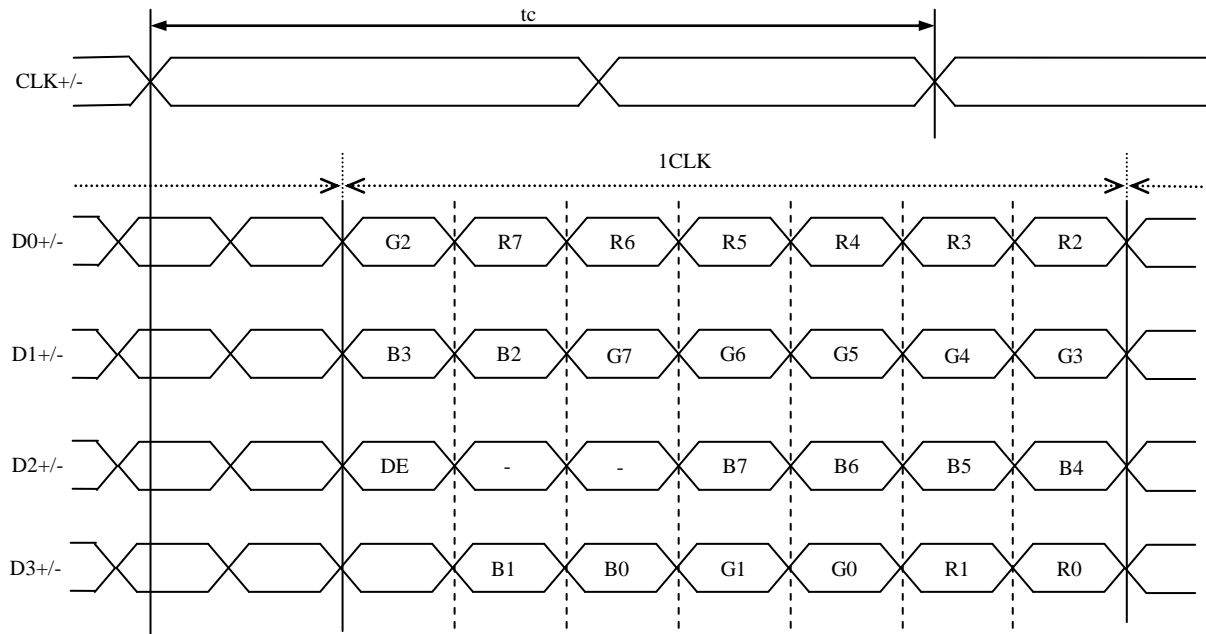 tc
CLK+/-
1CLK
D0+/- G2 R7 R6 R5 R4 R3 R2
D1+/- B3 B2 G7 G6 G5 G4 G3
D2+/- DE - - B7 B6 B5 B4
D3+/- B1 B0 G1 G0 R1 R0